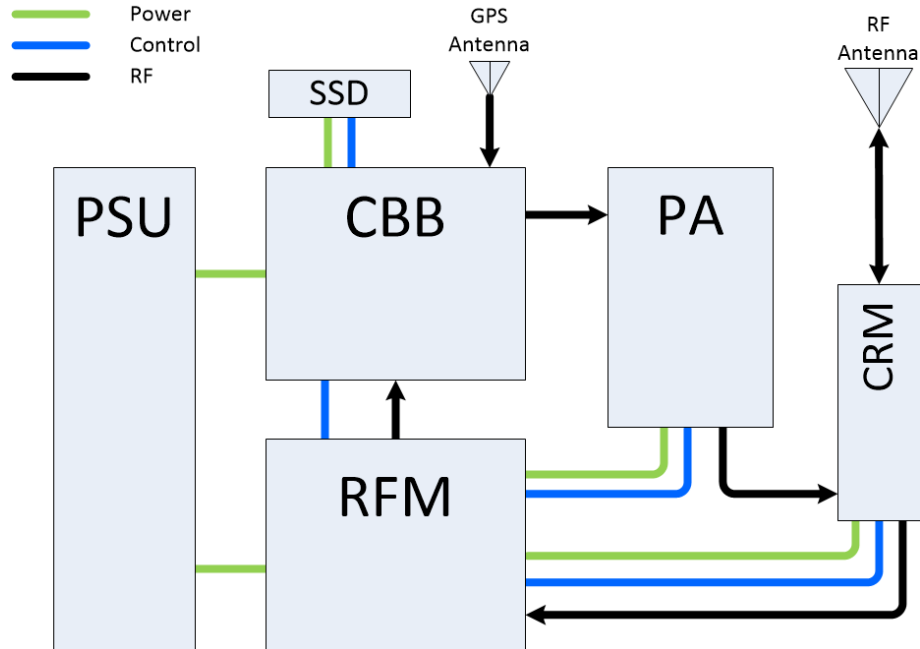 Power
Control
RF
GPS
Antenna
RF
Antenna
SSD
PSU
CBB
PA
CRM
RFM